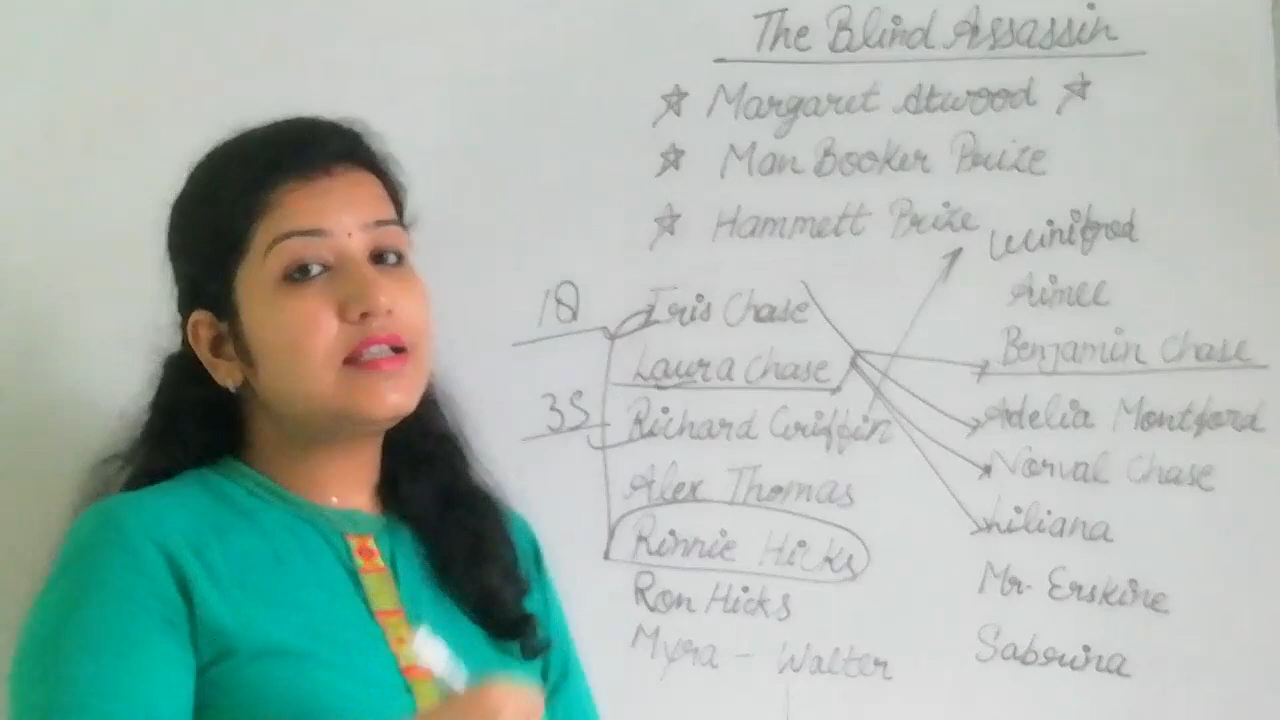 The Blind Assassin
☆ Margaret Atwood ☆
☆ Man Booker Prize
☆ Hammett Prize
18
Iris Chase
Laura Chase
35
Richard Griffin
Alex Thomas
Rinnie Hicks
Ron Hicks
Myra - Walter
Winifred
Aimee
Benjamin Chase
Adelia Montford
Norval Chase
Liliana
Mr. Erskine
Sabrina